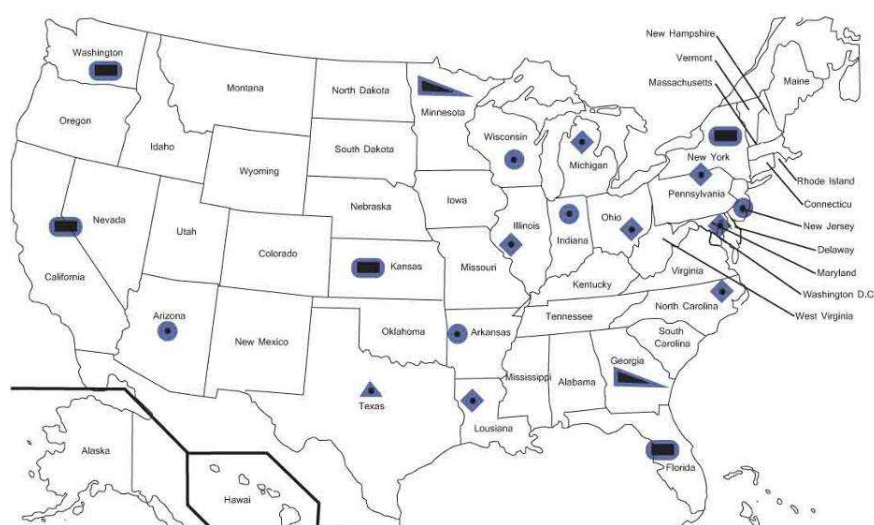 New Hampshire
Vermont
Massachusetts
Maine
Washington
Montana
North Dakota
Minnesota
Oregon
Idaho
Wisconsin
Michigan
New York
South Dakota
Wyoming
Rhode Island
Pennsylvania
Connecticu
Iowa
Nebraska
Nevada
Illinois
Indiana
Ohio
New Jersey
Utah
Colorado
Delaway
California
Kansas
Missouri
Maryland
Virginia
Kentucky
Washington D.C
North Carolina
West Virginia
Arizona
Tennessee
Oklahoma
Arkansas
South
Carolina
New Mexico
Georgia
Mississippi
Alabama
Texas
Lousiana
Alaska
Florida
Hawai